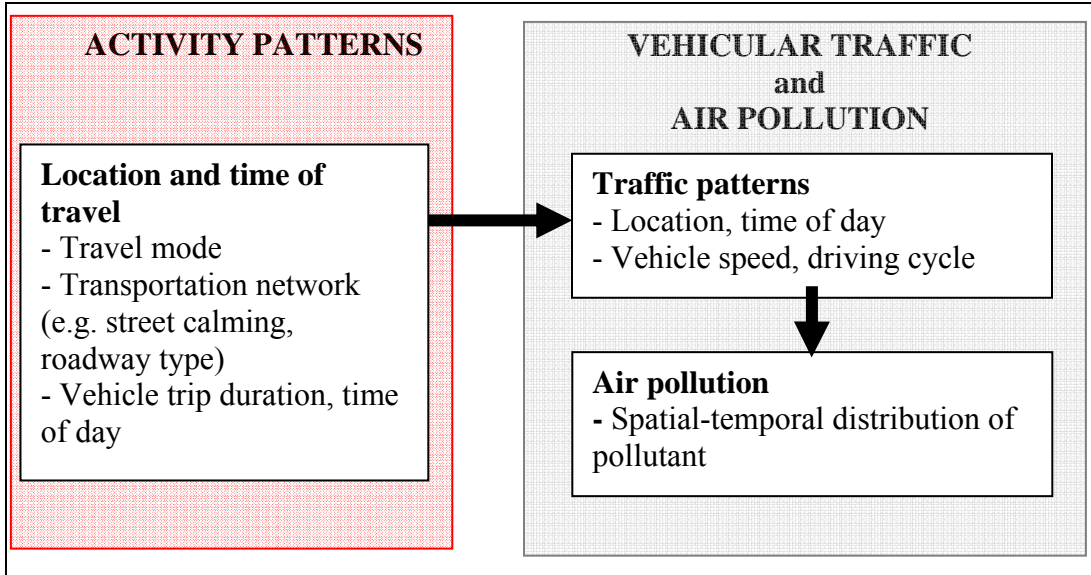 ACTIVITY PATTERNS
Location and time of
travel
- Travel mode
- Transportation network
(e.g. street calming,
roadway type)
- Vehicle trip duration, time
of day
VEHICULAR TRAFFIC
and
AIR POLLUTION
Traffic patterns
- Location, time of day
- Vehicle speed, driving cycle
Air pollution
- Spatial-temporal distribution of
pollutant